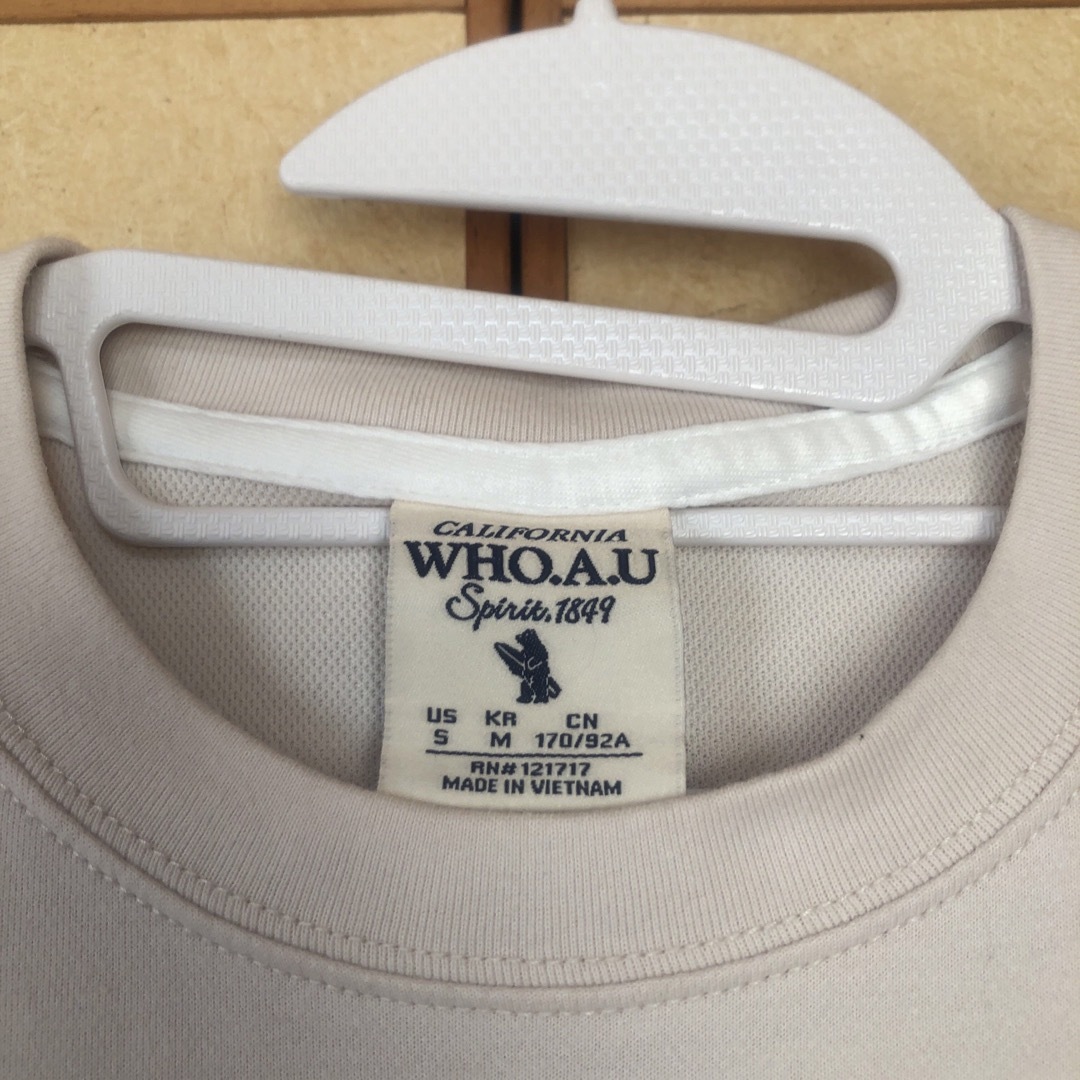 CALIFORNIA
WHO.A.U
Spirit.1849
US KR CN
S M 170/92A
RN# 121717
MADE IN VIETNAM